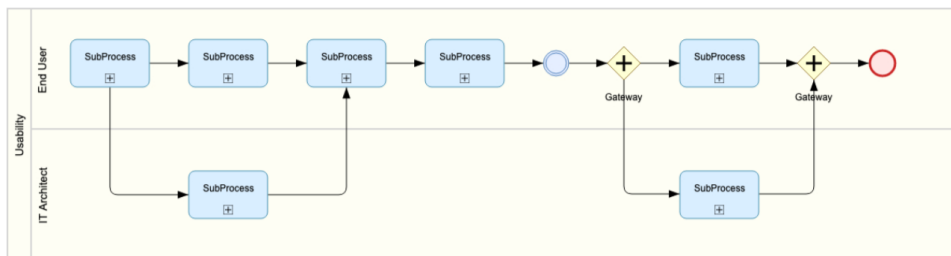 Usability
End User
SubProcess
SubProcess
SubProcess
SubProcess
Gateway
SubProcess
Gateway
IT Architect
SubProcess
SubProcess